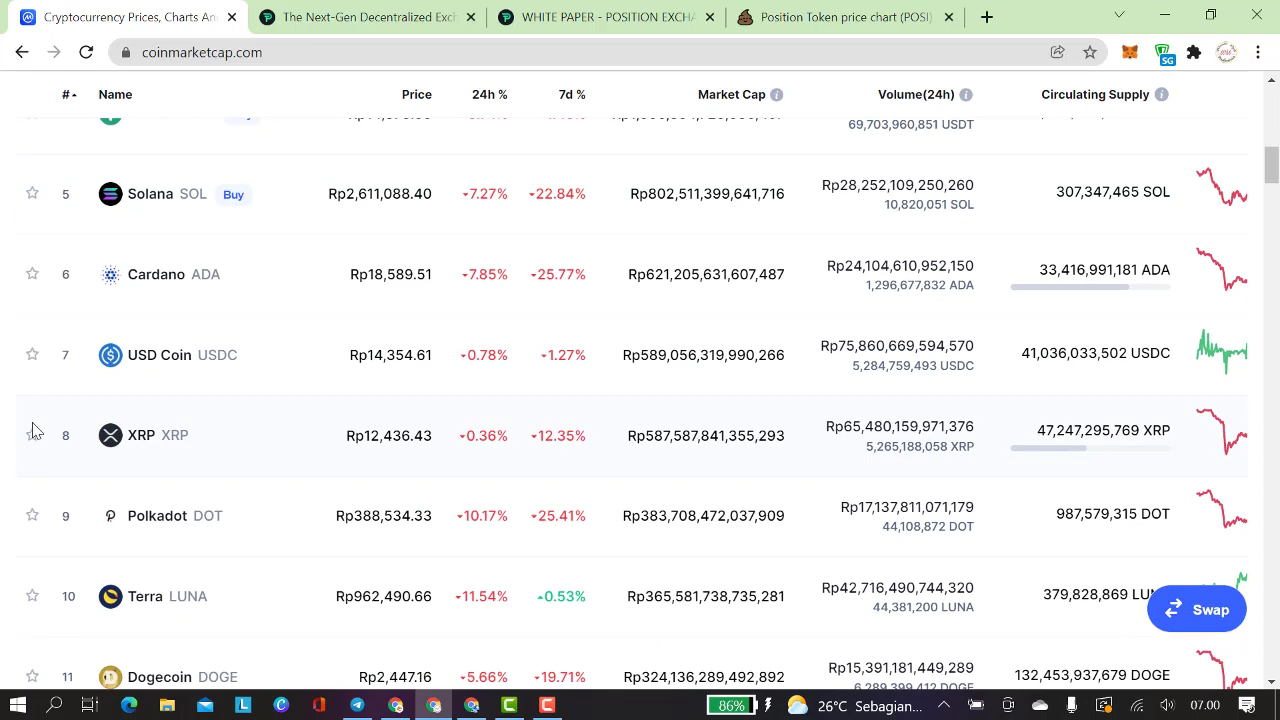 Cryptocurrency Prices, Charts An
The Next-Gen Decentralized Exch
WHITE PAPER - POSITION EXCHA
Position Token price chart (POSI)
coinmarketcap.com
SG
# Name Price 24h % 7d % Market Cap Volume(24h) Circulating Supply
69,703,960,851 USDT
5 Solana SOL Buy Rp2,611,088.40 7.27% 22.84% Rp802,511,399,641,716 Rp28,252,109,250,260 307,347,465 SOL
10,820,051 SOL
6 Cardano ADA Rp18,589.51 7.85% 25.77% Rp621,205,631,607,487 Rp24,104,610,952,150 33,416,991,181 ADA
1,296,677,832 ADA
7 USD Coin USDC Rp14,354.61 0.78% 1.27% Rp589,056,319,990,266 Rp75,860,669,594,570 41,036,033,502 USDC
5,284,759,493 USDC
8 XRP XRP Rp12,436.43 0.36% 12.35% Rp587,587,841,355,293 Rp65,480,159,971,376 47,247,295,769 XRP
5,265,188,058 XRP
9 Polkadot DOT Rp388,534.33 10.17% 25.41% Rp383,708,472,037,909 Rp17,137,811,071,179 987,579,315 DOT
44,108,872 DOT
10 Terra LUNA Rp962,490.66 11.54% 0.53% Rp365,581,738,735,281 Rp42,716,490,744,320 379,828,869 LUN
44,381,200 LUNA
Swap
11 Dogecoin DOGE Rp2,447.16 5.66% 19.71% Rp324,136,289,492,892 Rp15,391,181,449,289 132,453,937,679 DOGE
6,289,399,412 DOGE
86% 26°C Sebagian... 07.00